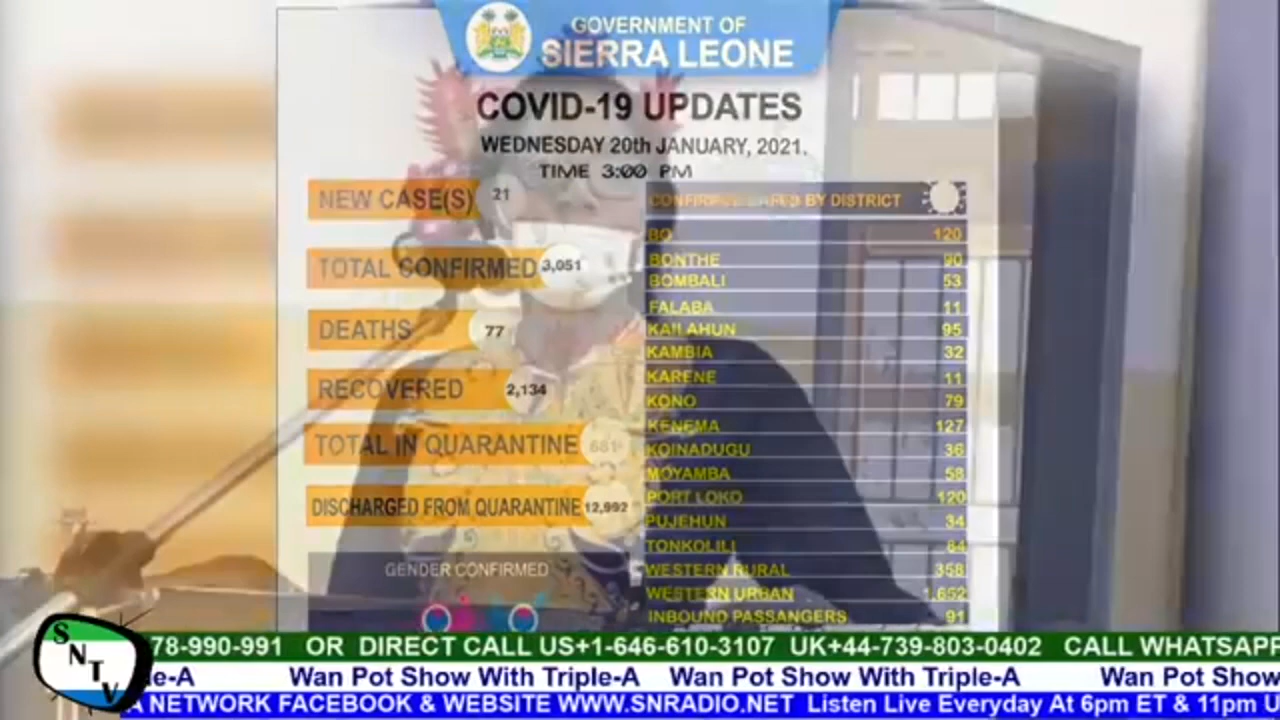 GOVERNMENT OF
SIERRA LEONE
COVID-19 UPDATES
WEDNESDAY 20th JANUARY, 2021.
TIME 3:00 PM
NEW CASE(S) 21
TOTAL CONFIRMED 3,051
DEATHS 77
RECOVERED 2,134
TOTAL IN QUARANTINE
DISCHARGED FROM QUARANTINE 12,992
GENDER CONFIRMED
BY DISTRICT
BO 120
BONTHE 90
BOMBALI 53
FALABA 11
KAILAHUN 95
KAMBIA 32
KARENE 11
KONO 79
KENEMA 127
KOINADUGU 36
MOYAMBA 58
PORT LOKO 120
PUJEHUN 34
TONKOLILI 84
WESTERN RURAL 358
WESTERN URBAN 1,652
INBOUND PASSANGERS 91
SNTV
78-990-991 OR DIRECT CALL US+1-646-610-3107 UK+44-739-803-0402 CALL WHATSAPP
le-A Wan Pot Show With Triple-A Wan Pot Show With Triple-A Wan Pot Show
A NETWORK FACEBOOK & WEBSITE WWW.SNRADIO.NET Listen Live Everyday At 6pm ET & 11pm U